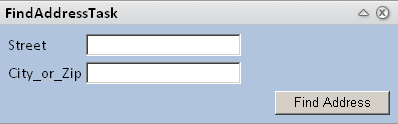 FindAddressTask
Street
City_or_Zip
Find Address